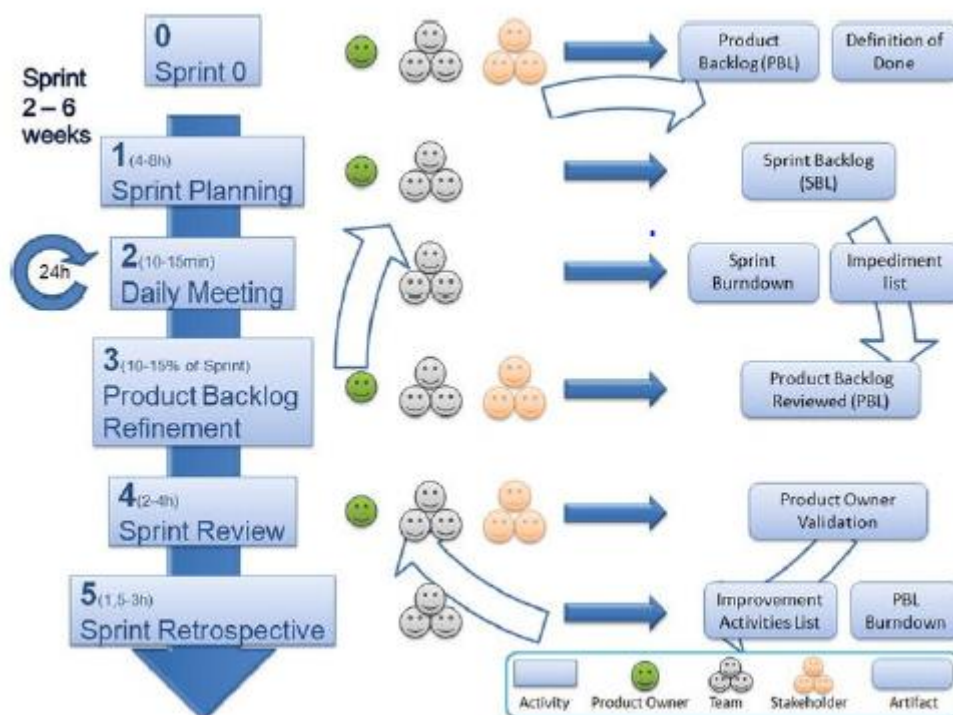 0
Sprint 0
Product
Backlog (PBL)
Definition of
Done
Sprint
2 – 6
weeks
1(4-8h)
Sprint Planning
Sprint Backlog
(SBL)
24h
2(10-15min)
Daily Meeting
Sprint
Burndown
Impediment
list
3(10-15% of Sprint)
Product Backlog
Refinement
Product Backlog
Reviewed (PBL)
4(2-4h)
Sprint Review
Product Owner
Validation
5(1,5-3h)
Sprint Retrospective
Improvement
Activities List
PBL
Burndown
Activity
Product Owner
Team
Stakeholder
Artifact